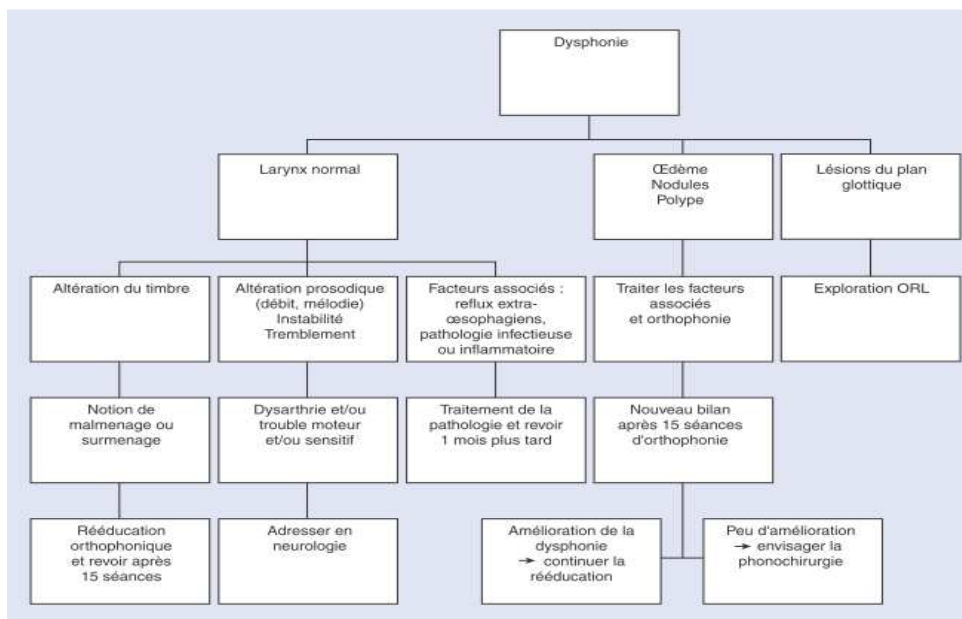 Dysphonie
Larynx normal
Œdème
Nodules
Polype
Lésions du plan
glottique
Altération du timbre
Altération prosodique
(débit, mélodie)
Instabilité
Tremblement
Facteurs associés :
reflux extra-
œsophagiens,
pathologie infectieuse
ou inflammatoire
Traiter les facteurs
associés
et orthophonie
Exploration ORL
Notion de
malmenage ou
surmenage
Dysarthrie et/ou
trouble moteur
et/ou sensitif
Traitement de la
pathologie et revoir
1 mois plus tard
Nouveau bilan
après 15 séances
d'orthophonie
Rééducation
orthophonique
et revoir après
15 séances
Adresser en
neurologie
Amélioration de la
dysphonie
→ continuer la
rééducation
Peu d'amélioration
→ envisager la
phonochirurgie